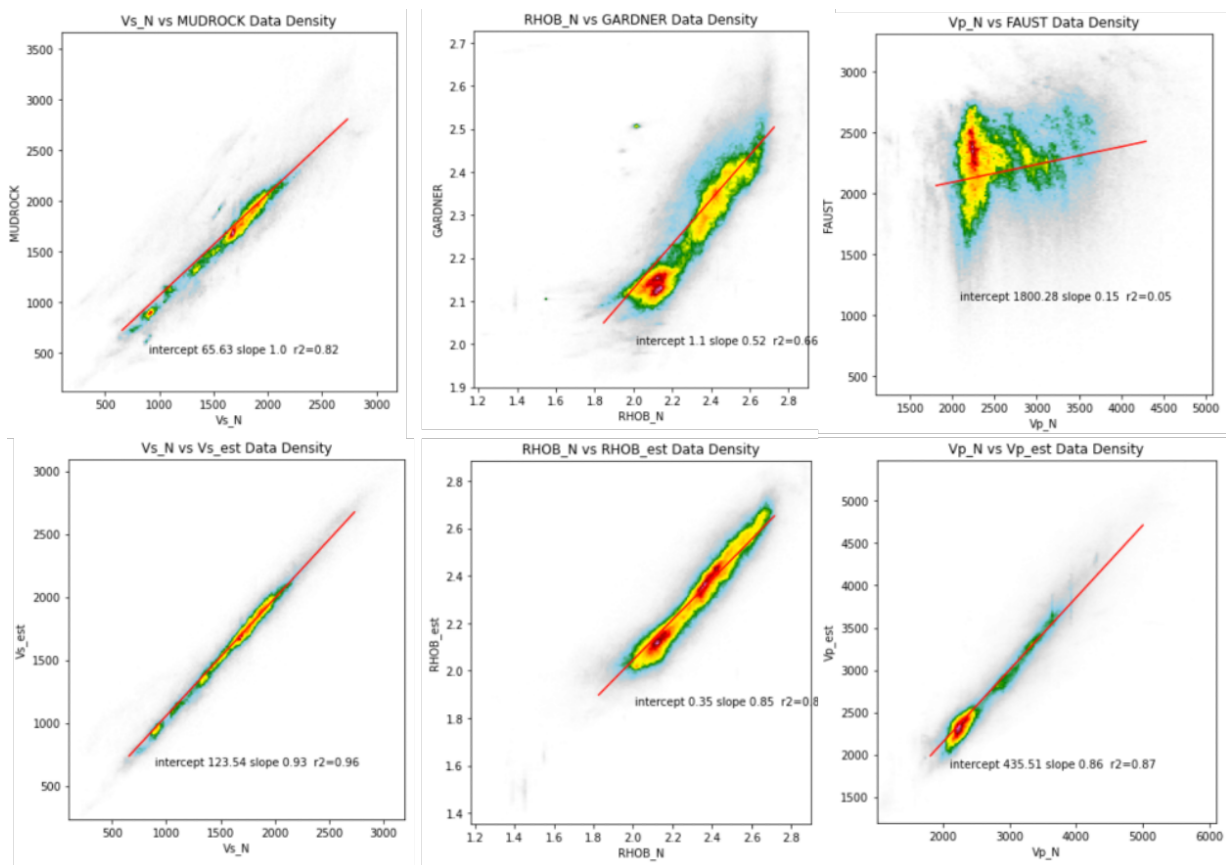 Vs_N vs MUDROCK Data Density
3500
3000
2500
2000
1500
1000
500
MUDROCK
intercept 65.63 slope 1.0 r2=0.82
500 1000 1500 2000 2500 3000
Vs_N
RHOB_N vs GARDNER Data Density
2.7
2.6
2.5
2.4
2.3
2.2
2.1
2.0
1.9
GARDNER
intercept 1.1 slope 0.52 r2=0.66
1.2 1.4 1.6 1.8 2.0 2.2 2.4 2.6 2.8
RHOB_N
Vp_N vs FAUST Data Density
3000
2500
2000
1500
1000
500
FAUST
intercept 1800.28 slope 0.15 r2=0.05
1500 2000 2500 3000 3500 4000 4500 5000
Vp_N
Vs_N vs Vs_est Data Density
3000
2500
2000
1500
1000
500
Vs_est
intercept 123.54 slope 0.93 r2=0.96
500 1000 1500 2000 2500 3000
Vs_N
RHOB_N vs RHOB_est Data Density
2.8
2.6
2.4
2.2
2.0
1.8
1.6
1.4
RHOB_est
intercept 0.35 slope 0.85
1.2 1.4 1.6 1.8 2.0 2.2 2.4 2.6 2.8
RHOB_N
Vp_N vs Vp_est Data Density
5000
4500
4000
3500
3000
2500
2000
1500
Vp_est
intercept 435.51 slope 0.86 r2=0.87
2000 3000 4000 5000 6000
Vp_N